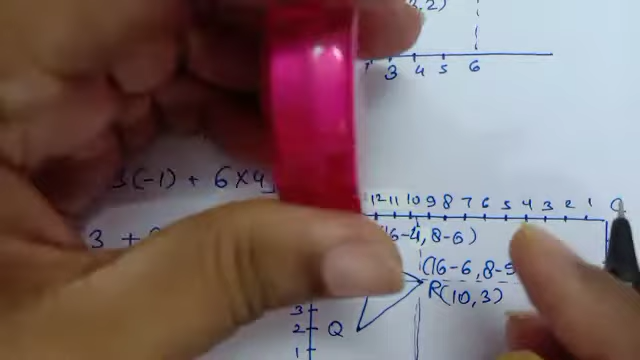 ,2)
3 4 5 6
3(-1) + 6×4
12 11 10 9 8 7 6 5 4 3 2 1
3 +
(16-4, 8-6)
(16-6, 8-5
R(10,3)
3
2 Q
1